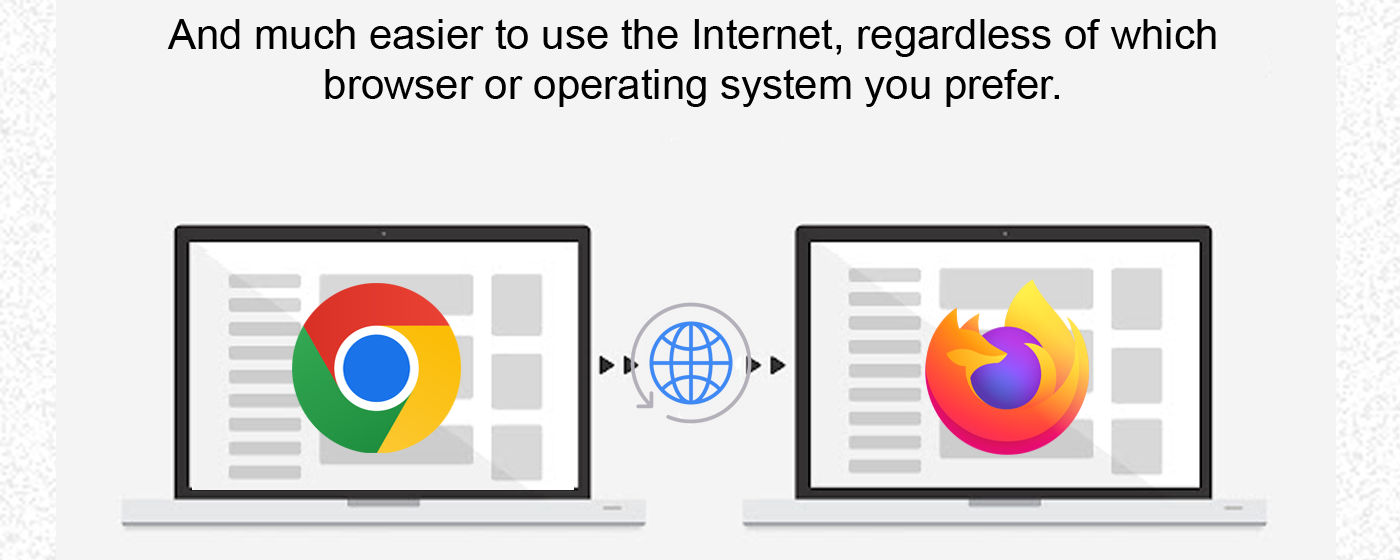 And much easier to use the Internet, regardless of which
browser or operating system you prefer.